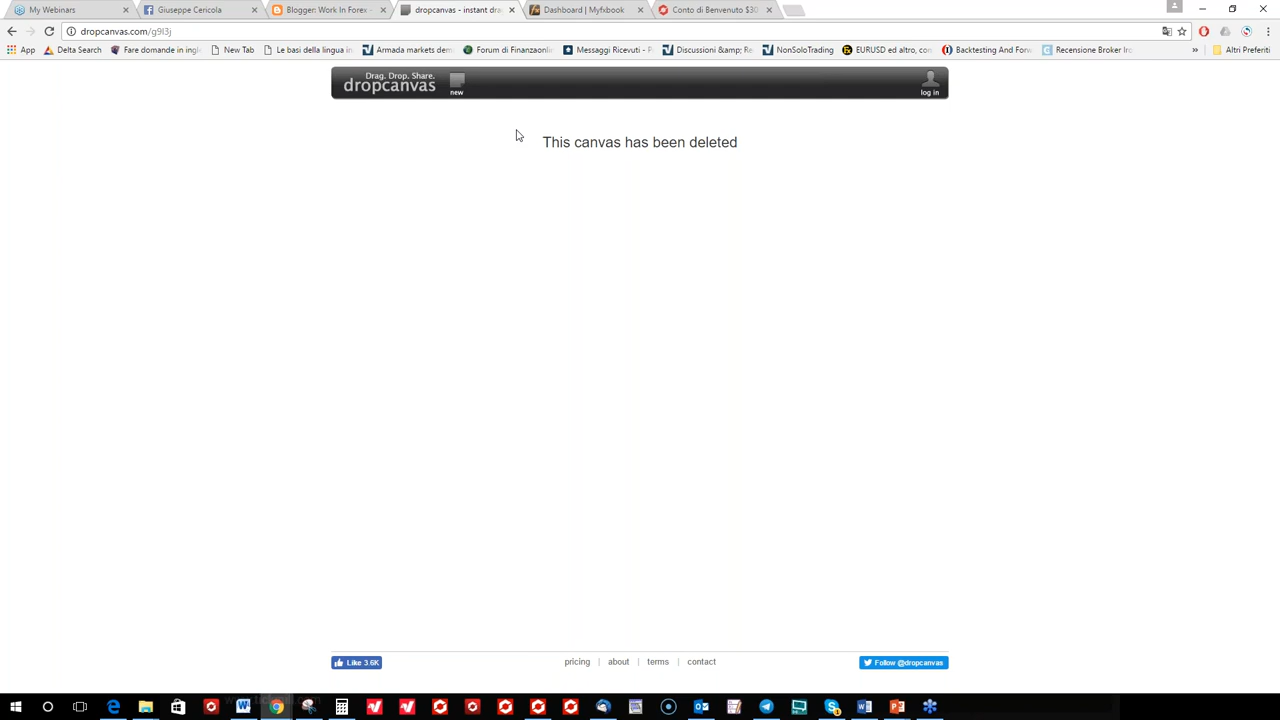 My Webinars
Giuseppe Cericola
Blogger: Work In Forex -
dropcanvas - instant drag
Dashboard | Myfxbook
Conto di Benvenuto $30
dropcanvas.com/g9l3j
App
Delta Search
Fare domande in ingl
New Tab
Le basi della lingua in
Armada markets dem
Forum di Finanzaonli
Messaggi Ricevuti - P
Discussioni &amp; Re
NonSoloTrading
EURUSD ed altro, con
Backtesting And Forw
Recensione Broker Iro
»
Altri Preferiti
Drag. Drop. Share.
dropcanvas
new
log in
This canvas has been deleted
Like 3.6K
pricing | about | terms | contact
Follow @dropcanvas